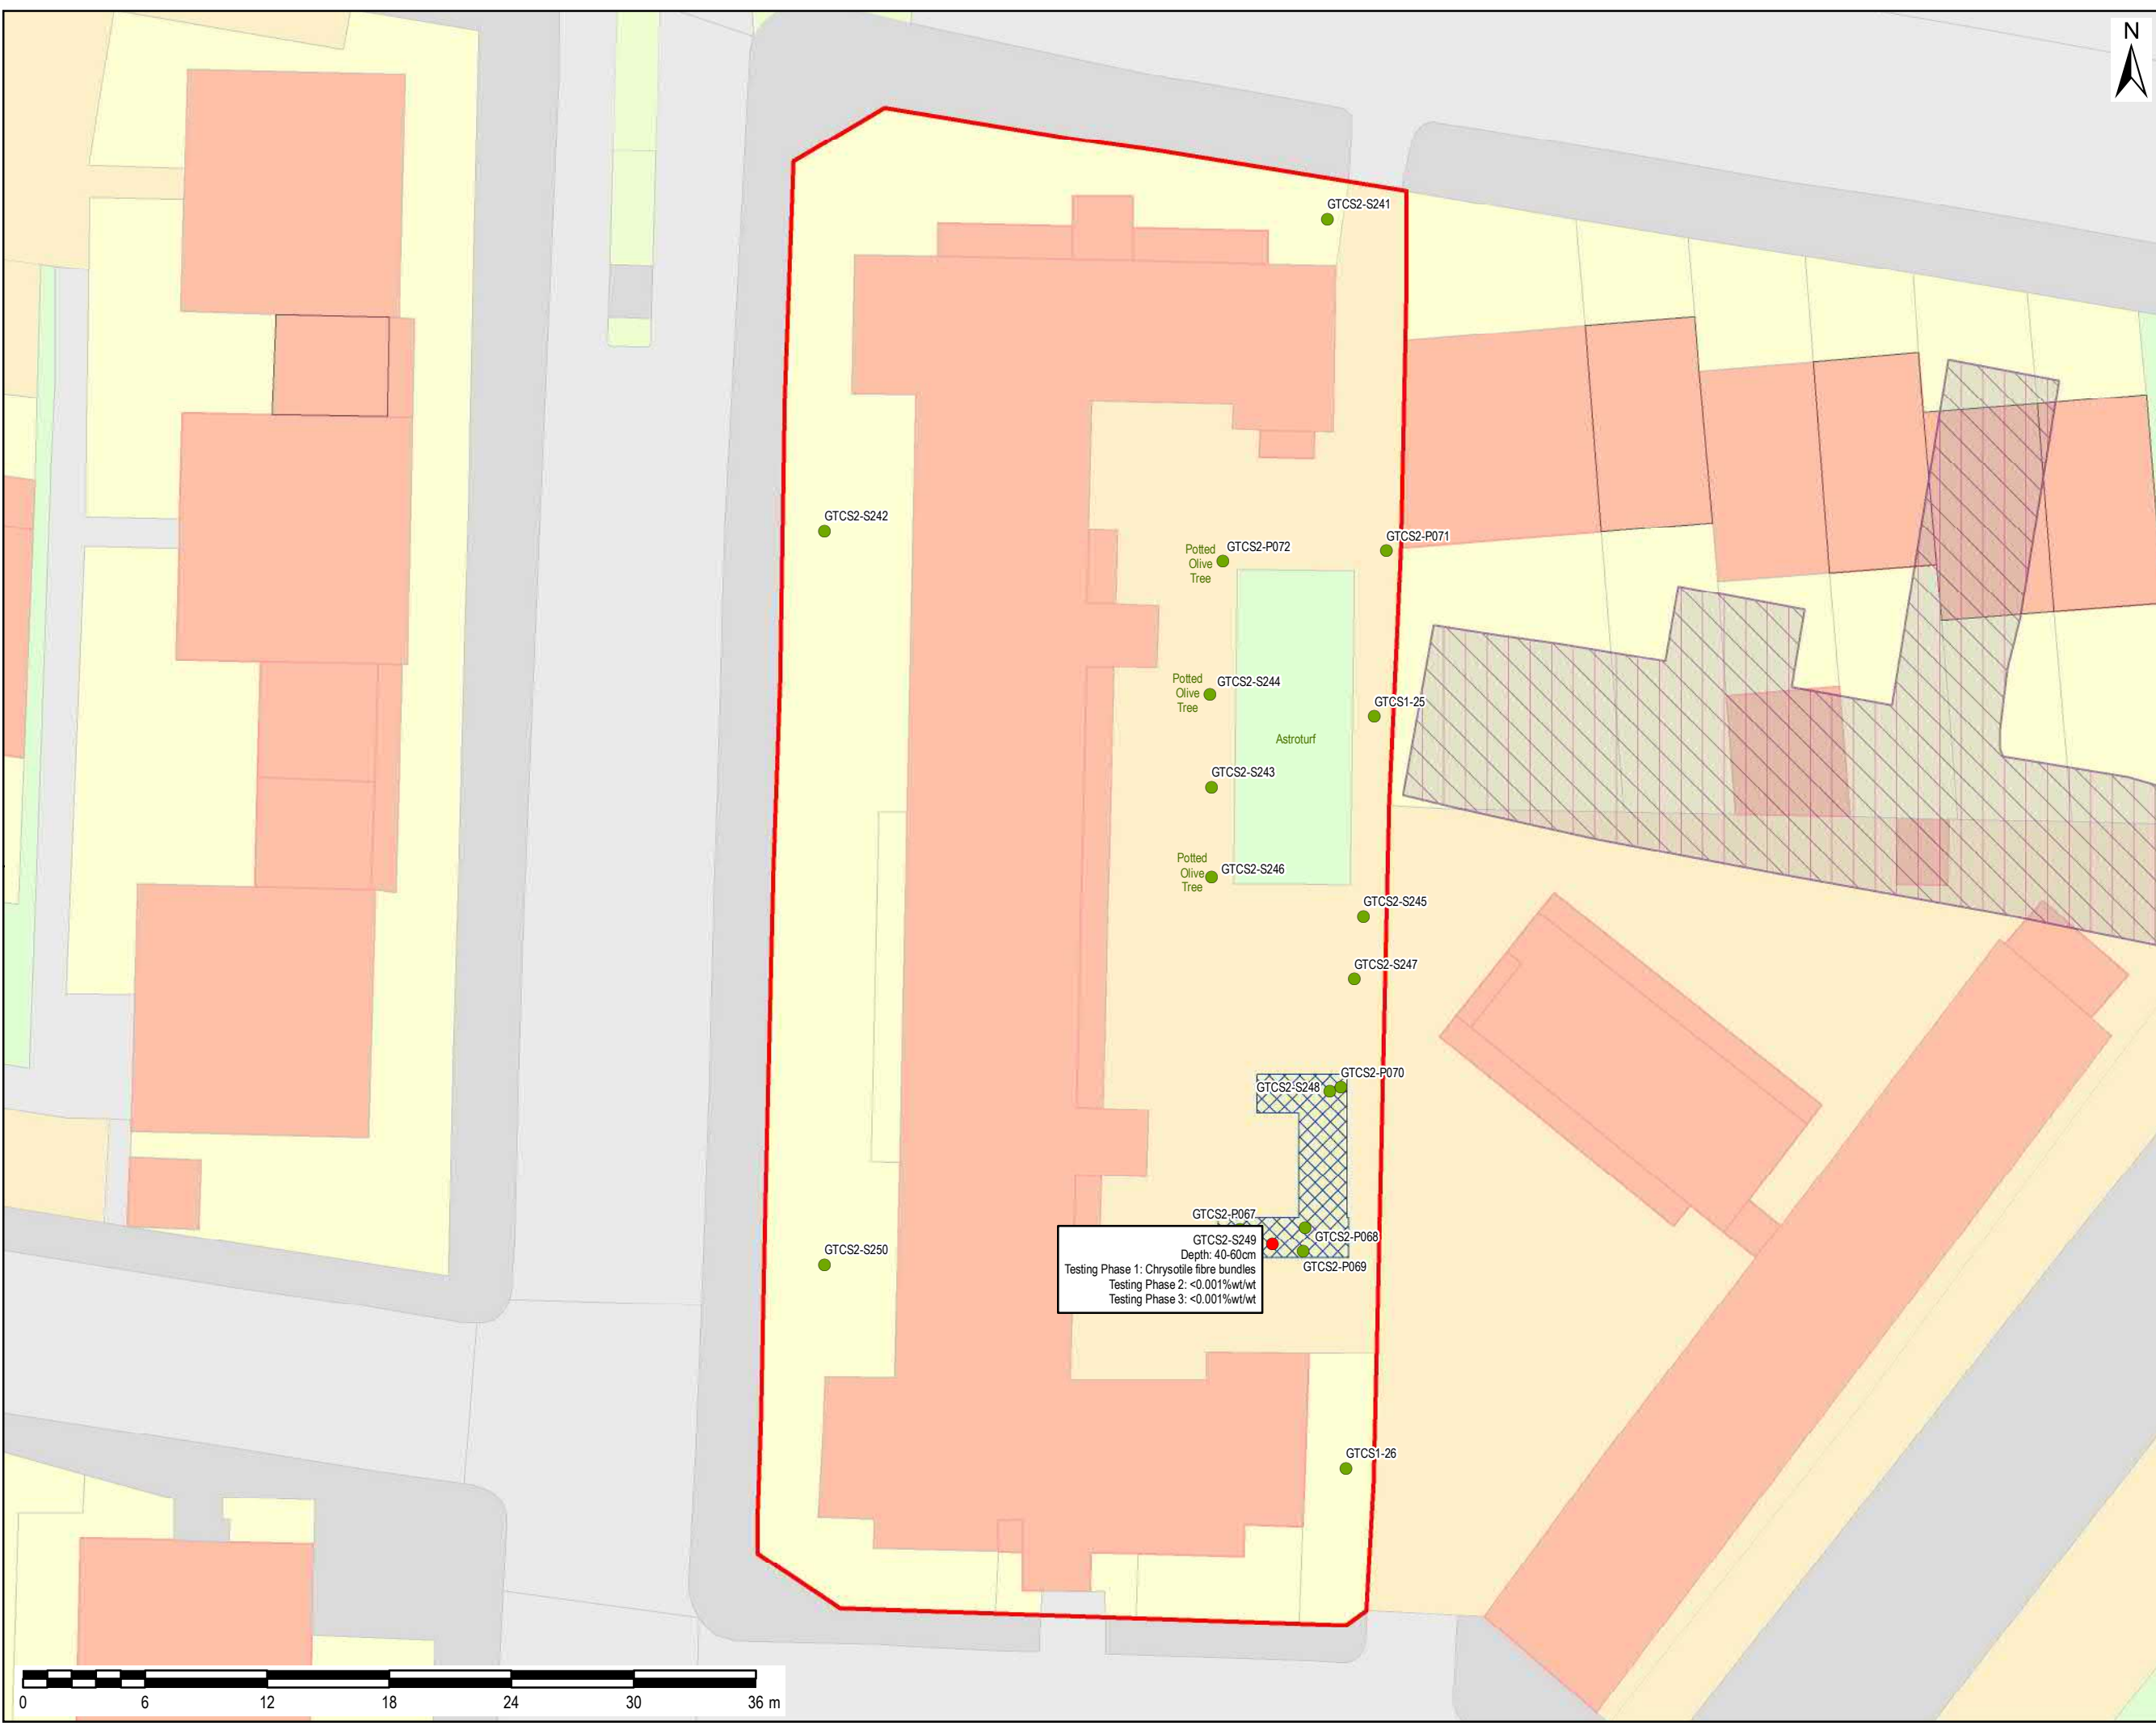 N
GTCS2-S241
GTCS2-S242
GTCS2-P071
GTCS2-P072
Potted
Olive
Tree
GTCS2-S244
Potted
Olive
Tree
GTCS1-25
Astroturf
GTCS2-S243
GTCS2-S246
Potted
Olive
Tree
GTCS2-S245
GTCS2-S247
GTCS2-P070
GTCS2-S248
GTCS2-P067
GTCS2-P068
GTCS2-P069
GTCS2-S249
Depth: 40-60cm
Testing Phase 1: Chrysotile fibre bundles
Testing Phase 2: <0.001%wt/wt
Testing Phase 3: <0.001%wt/wt
GTCS2-S250
GTCS1-26
0 6 12 18 24 30 36 m